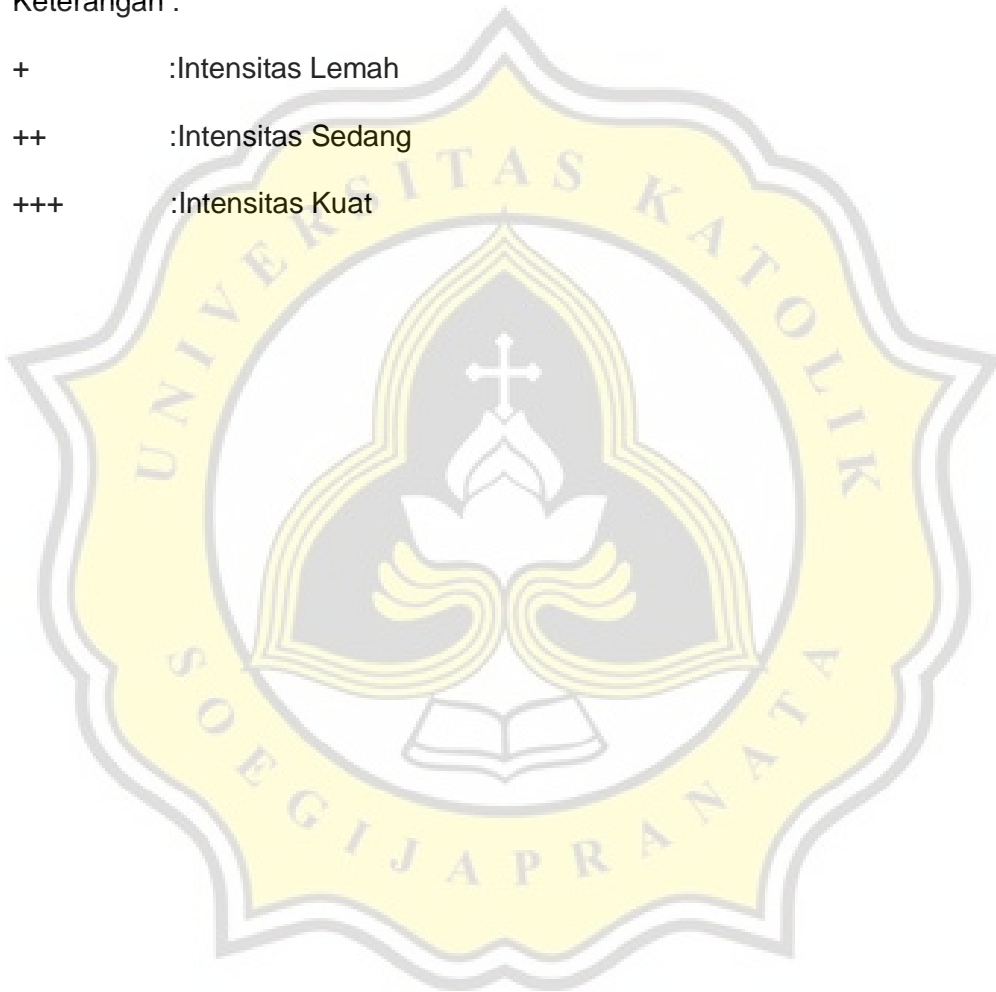 Keterangan :
+ :Intensitas Lemah
++ :Intensitas Sedang
+++ :Intensitas Kuat
UNIVERSITAS KATOLIK
SOEGIJAPRANATA